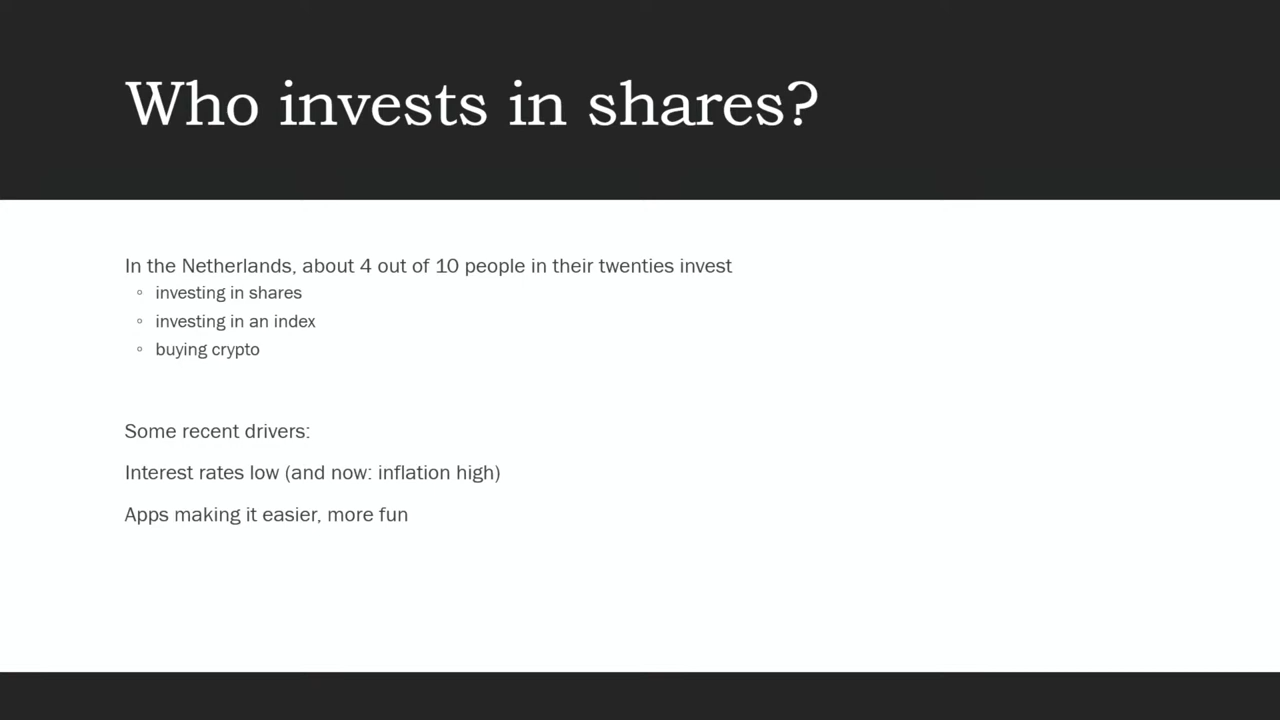 Who invests in shares?
In the Netherlands, about 4 out of 10 people in their twenties invest
◦ investing in shares
◦ investing in an index
◦ buying crypto
Some recent drivers:
Interest rates low (and now: inflation high)
Apps making it easier, more fun